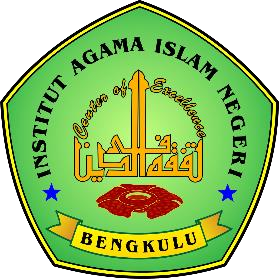 INSTITUT AGAMA ISLAM NEGERI
Center of Excellence
تفقه في الدين
BENGKULU